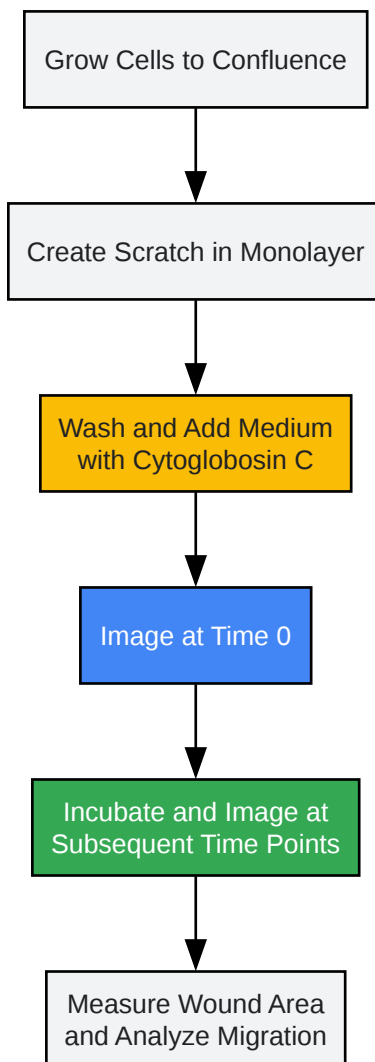 Grow Cells to Confluence
Create Scratch in Monolayer
Wash and Add Medium
with Cytoglobosin C
Image at Time 0
Incubate and Image at
Subsequent Time Points
Measure Wound Area
and Analyze Migration